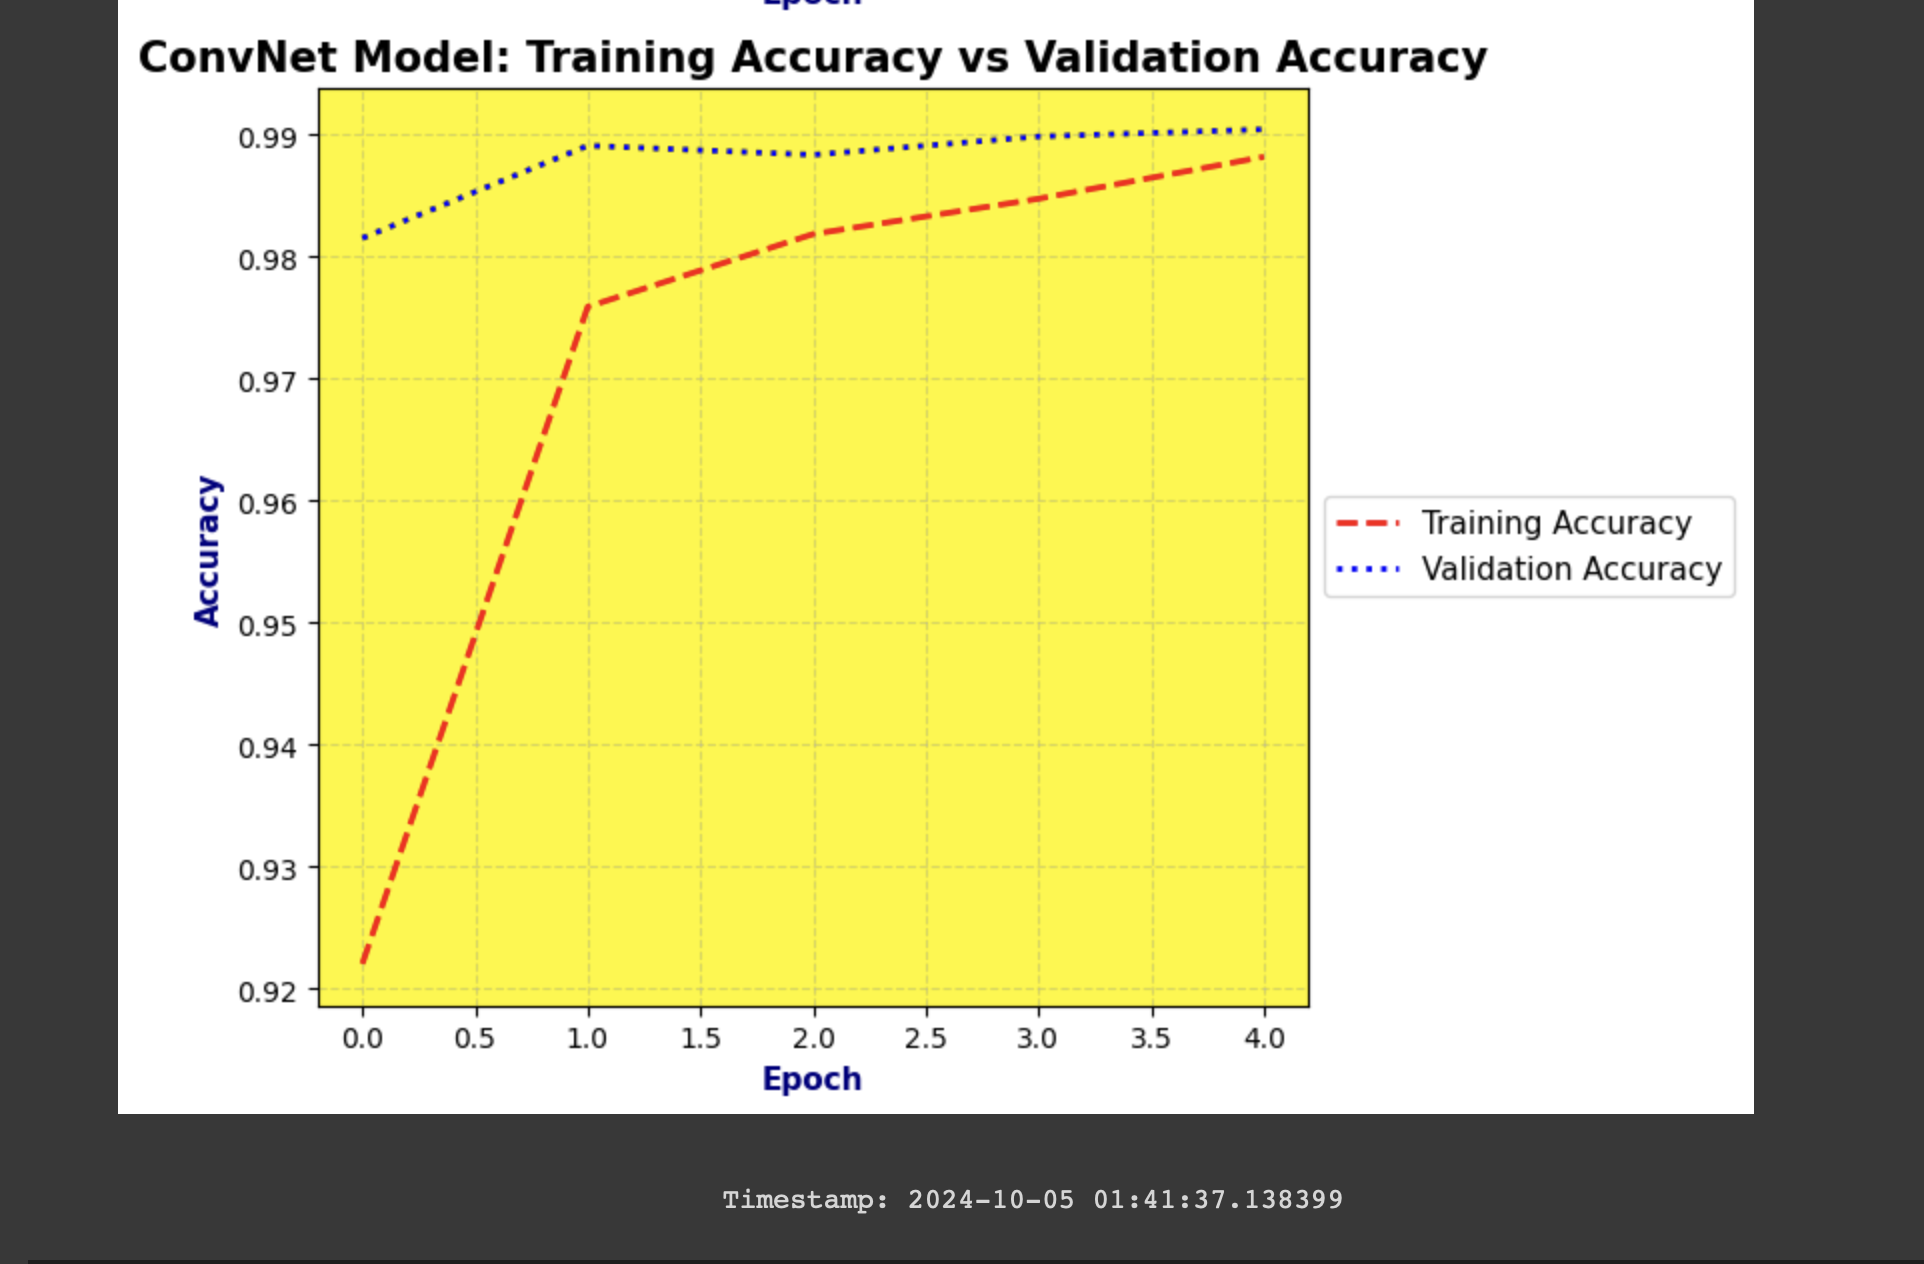 Epoch
ConvNet Model: Training Accuracy vs Validation Accuracy
0.99
0.98
0.97
0.96
0.95
0.94
0.93
0.92
Accuracy
Training Accuracy
Validation Accuracy
0.0 0.5 1.0 1.5 2.0 2.5 3.0 3.5 4.0
Epoch
Timestamp: 2024-10-05 01:41:37.138399